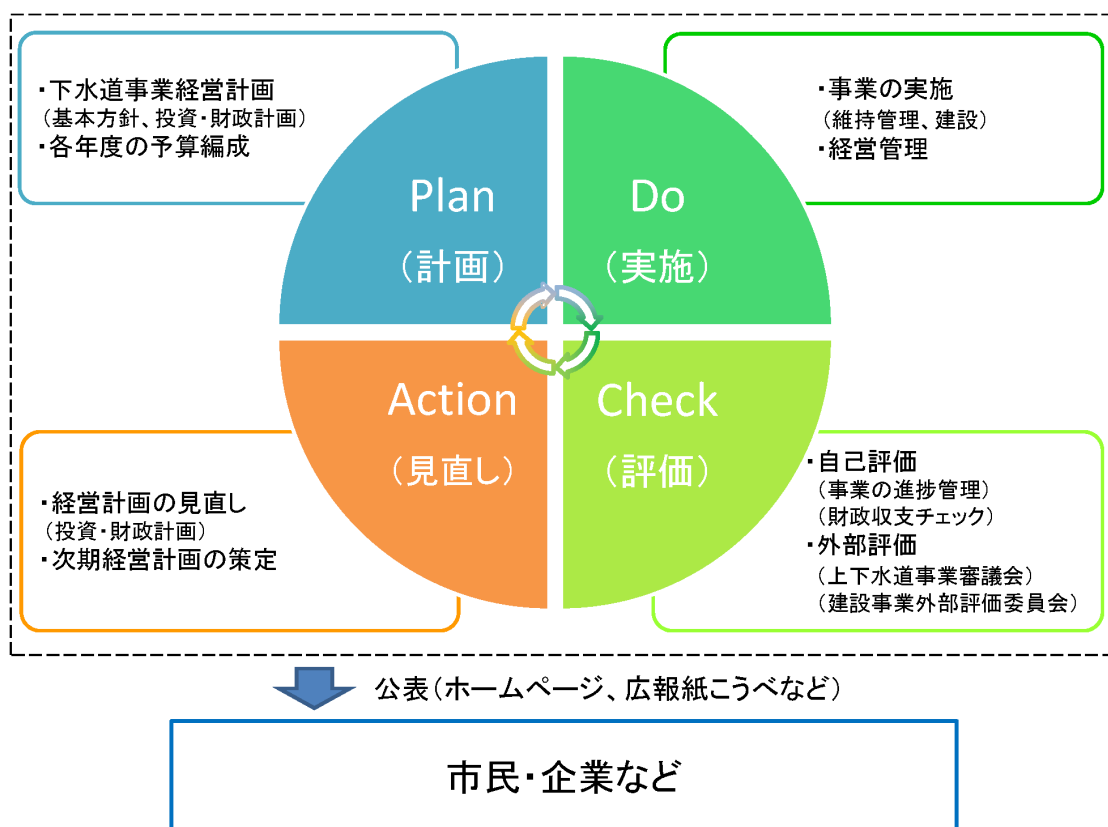 ・下水道事業経営計画
（基本方針、投資・財政計画）
・各年度の予算編成
Plan
（計画）
・事業の実施
（維持管理、建設）
・経営管理
Do
（実施）
Action
（見直し）
・経営計画の見直し
（投資・財政計画）
・次期経営計画の策定
Check
（評価）
・自己評価
（事業の進捗管理）
（財政収支チェック）
・外部評価
（上下水道事業審議会）
（建設事業外部評価委員会）
公表（ホームページ、広報紙こうべなど）
市民・企業など